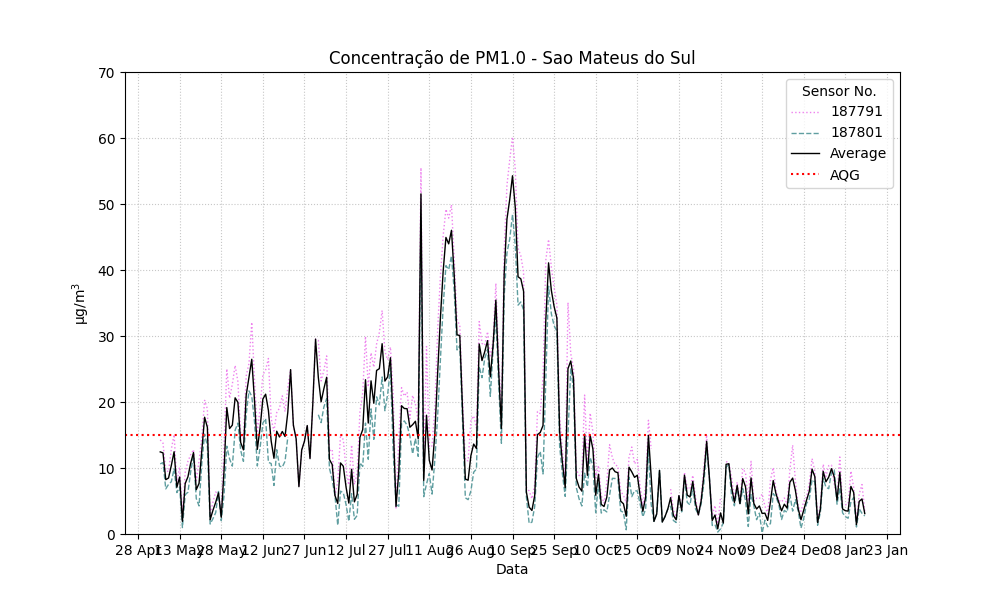 Concentração de PM1.0 - Sao Mateus do Sul
70
60
50
40
30
20
10
0
µg/m³
Sensor No.
187791
187801
Average
AQG
28 Apr 13 May 28 May 12 Jun 27 Jun 12 Jul 27 Jul 11 Aug 26 Aug 10 Sep 25 Sep 10 Oct 25 Oct 09 Nov 24 Nov 09 Dec 24 Dec 08 Jan 23 Jan
Data